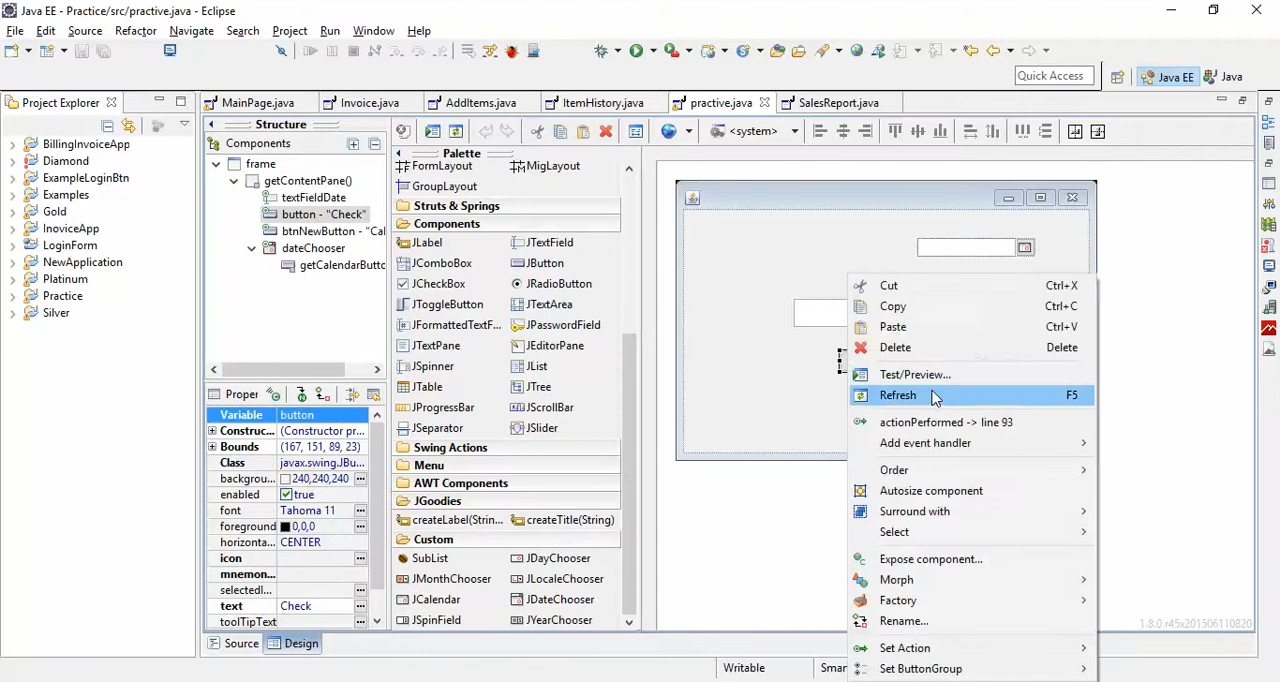 Java EE - Practice/src/practive.java - Eclipse
File Edit Source Refactor Navigate Search Project Run Window Help
Quick Access Java EE Java
Project Explorer
MainPage.java Invoice.java AddItems.java ItemHistory.java practive.java SalesReport.java
BillingInvoiceApp
Diamond
ExampleLoginBtn
Examples
Gold
InoviceApp
LoginForm
NewApplication
Platinum
Practice
Silver
Structure
Components
frame
getContentPane()
textFieldDate
button - "Check"
btnNewButton - "Cal
dateChooser
getCalendarButto
Proper
Variable button
Construc... (Constructor pr...
Bounds (167, 151, 89, 23)
Class javax.swing.JBu...
backgrou... 240,240,240
enabled true
font Tahoma 11
foreground 0,0,0
horizonta... CENTER
icon
mnemon...
selectedI...
text Check
toolTipText
<system>
Palette
FormLayout MigLayout
GroupLayout
Struts & Springs
Components
JLabel JTextField
JComboBox JButton
JCheckBox JRadioButton
JToggleButton JTextArea
JFormattedTextF... JPasswordField
JTextPane JEditorPane
JSpinner JList
JTable JTree
JProgressBar JScrollBar
JSeparator JSlider
Swing Actions
Menu
AWT Components
JGoodies
createLabel(Strin... createTitle(String)
Custom
SubList JDayChooser
JMonthChooser JLocaleChooser
JCalendar JDateChooser
JSpinField JYearChooser
Cut Ctrl+X
Copy Ctrl+C
Paste Ctrl+V
Delete Delete
Test/Preview...
Refresh F5
actionPerformed -> line 93
Add event handler
Order
Autosize component
Surround with
Select
Expose component...
Morph
Factory
Rename...
Set Action
Set ButtonGroup
1.8.0.r45x201506110820
Source Design
Writable Smar